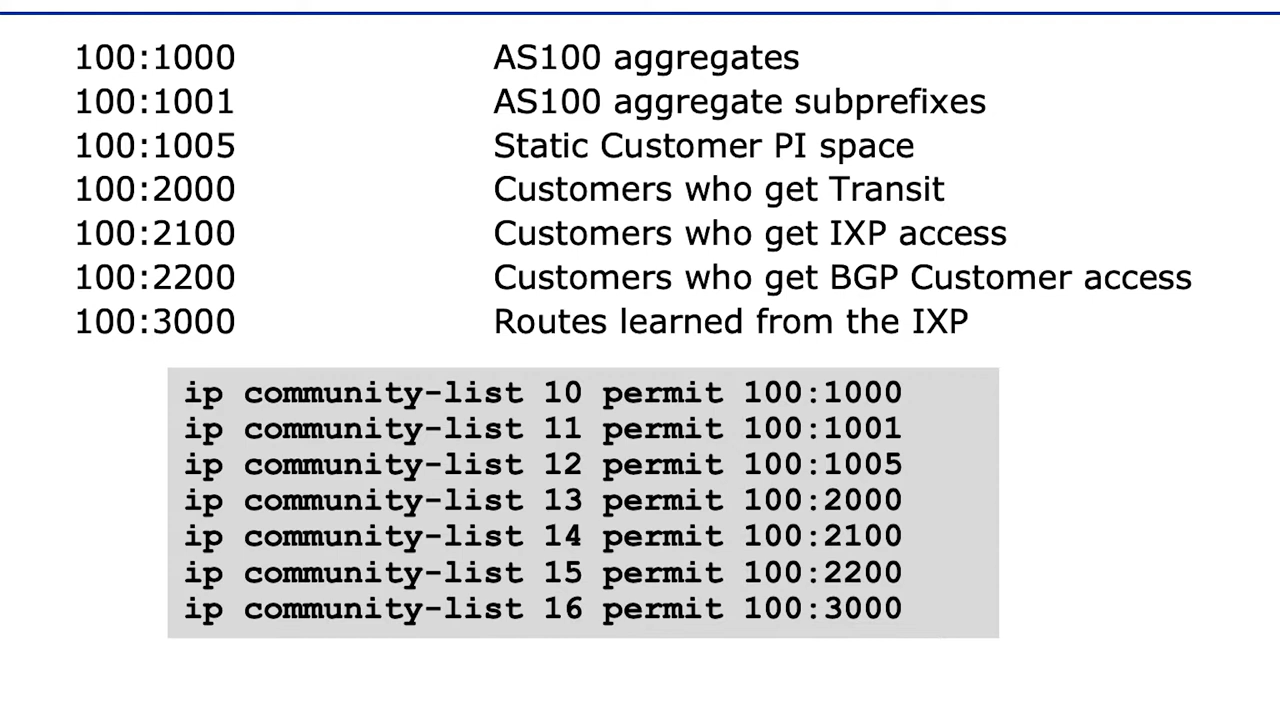 100:1000 AS100 aggregates
100:1001 AS100 aggregate subprefixes
100:1005 Static Customer PI space
100:2000 Customers who get Transit
100:2100 Customers who get IXP access
100:2200 Customers who get BGP Customer access
100:3000 Routes learned from the IXP
ip community-list 10 permit 100:1000
ip community-list 11 permit 100:1001
ip community-list 12 permit 100:1005
ip community-list 13 permit 100:2000
ip community-list 14 permit 100:2100
ip community-list 15 permit 100:2200
ip community-list 16 permit 100:3000